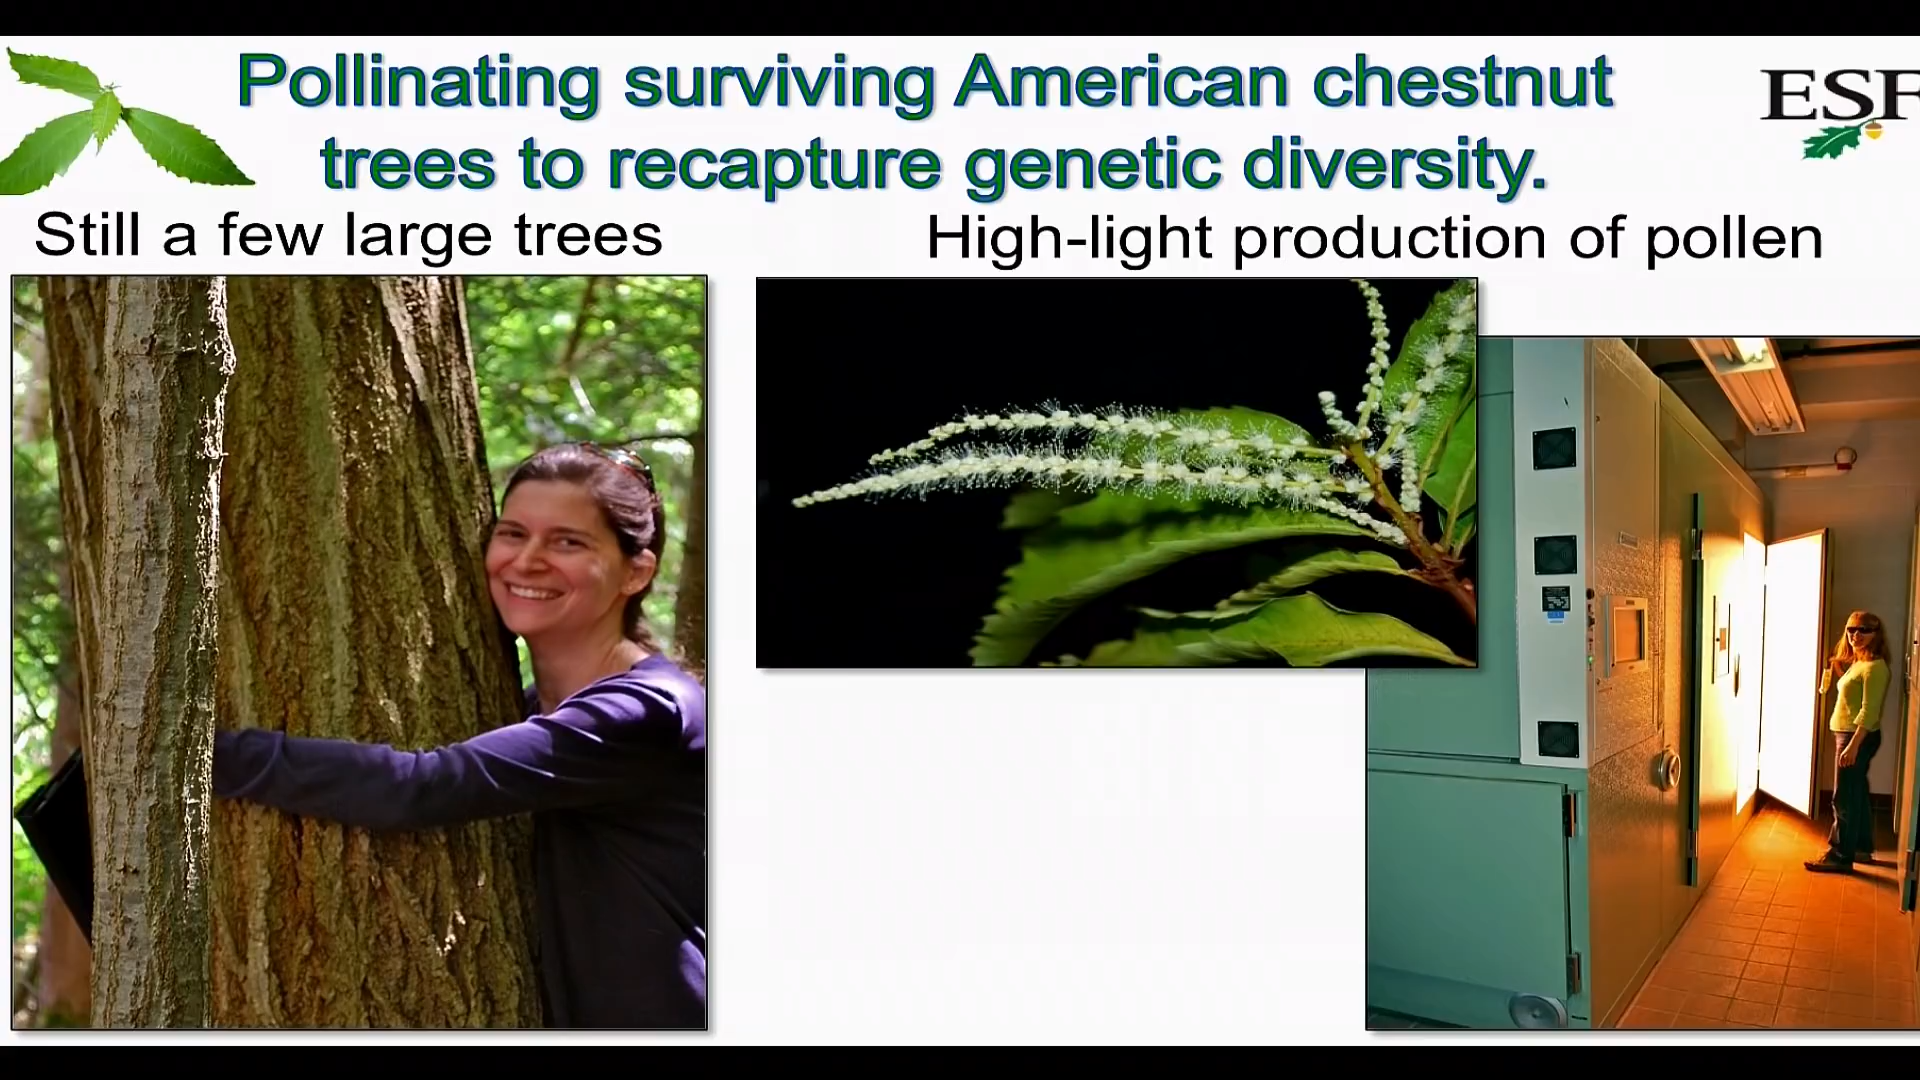 Pollinating surviving American chestnut
trees to recapture genetic diversity.
ESF
Still a few large trees
High-light production of pollen